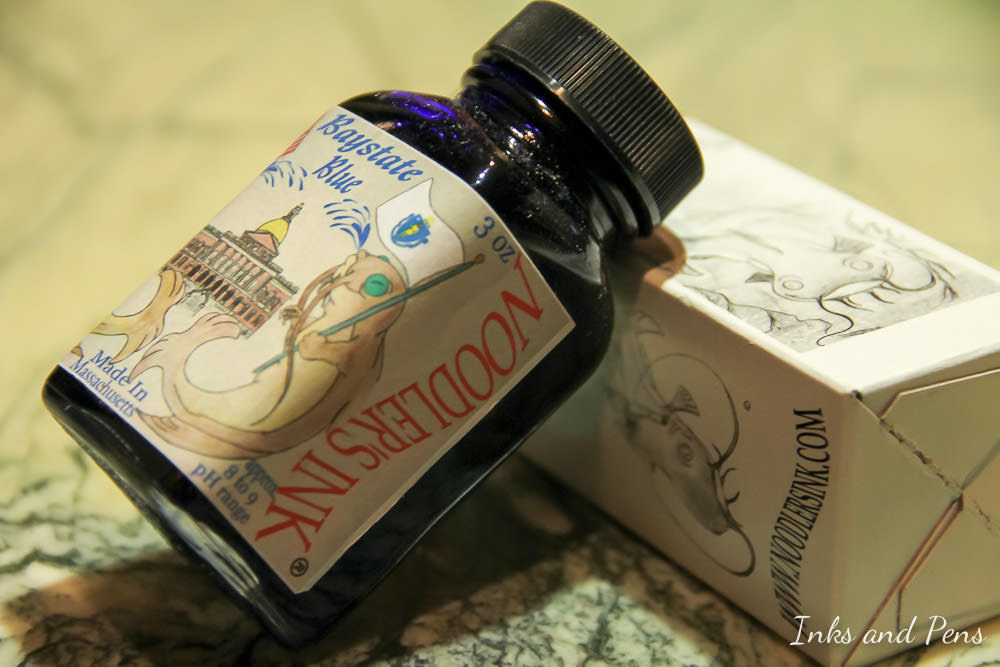 Baystate
Blue
3 oz
NOODLER'S INK®
Made In
Massachusetts
approx.
8 to 9
pH range
WWW.NOODLERSINK.COM
Inks and Pens